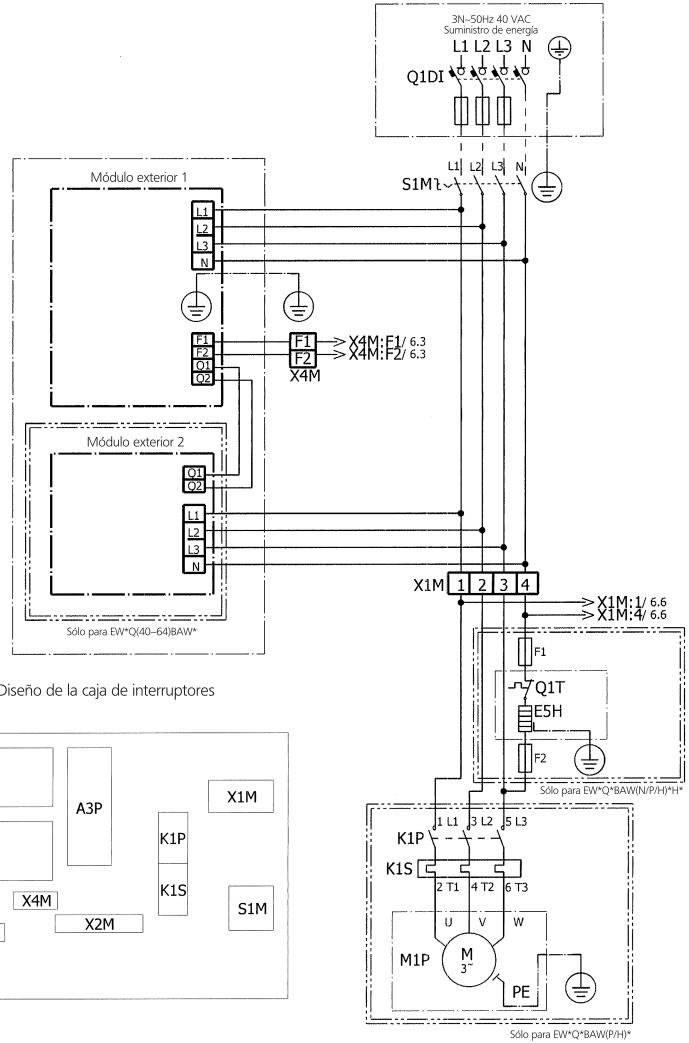 3N~50Hz 40 VAC
Suministro de energía
L1 L2 L3 N
Q1DI
L1 L2 L3 N
S1M
Módulo exterior 1
L1
L2
L3
N
F1
F2
Q1
Q2
F1
F2
X4M
X4M:F1/ 6.3
X4M:F2/ 6.3
Módulo exterior 2
Q1
Q2
L1
L2
L3
N
Sólo para EW*Q(40–64)BAW*
X1M 1 2 3 4
X1M:1/ 6.6
X1M:4/ 6.6
F1
Q1T
E5H
F2
Sólo para EW*Q*BAW(N/P/H)*H*
Diseño de la caja de interruptores
A3P
X1M
K1P
K1S
X4M
X2M
S1M
1 L1 3 L2 5 L3
K1P
K1S
2 T1 4 T2 6 T3
U V W
M1P
M
3~
PE
Sólo para EW*Q*BAW(P/H)*